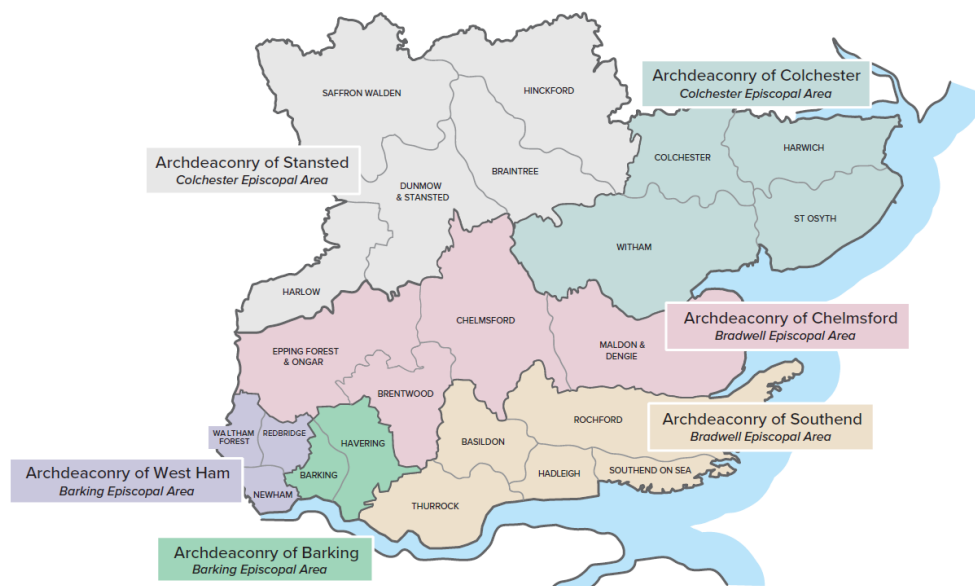 SAFFRON WALDEN
HINCKFORD
Archdeaconry of Colchester
Colchester Episcopal Area
COLCHESTER
HARWICH
Archdeaconry of Stansted
Colchester Episcopal Area
BRAINTREE
DUNMOW
& STANSTED
ST OSYTH
WITHAM
HARLOW
CHELMSFORD
Archdeaconry of Chelmsford
Bradwell Episcopal Area
EPPING FOREST
& ONGAR
MALDON &
DENGIE
BRENTWOOD
ROCHFORD
Archdeaconry of Southend
Bradwell Episcopal Area
WALTHAM
FOREST
REDBRIDGE
HAVERING
BASILDON
Archdeaconry of West Ham
Barking Episcopal Area
BARKING
HADLEIGH
SOUTHEND ON SEA
NEWHAM
THURROCK
Archdeaconry of Barking
Barking Episcopal Area